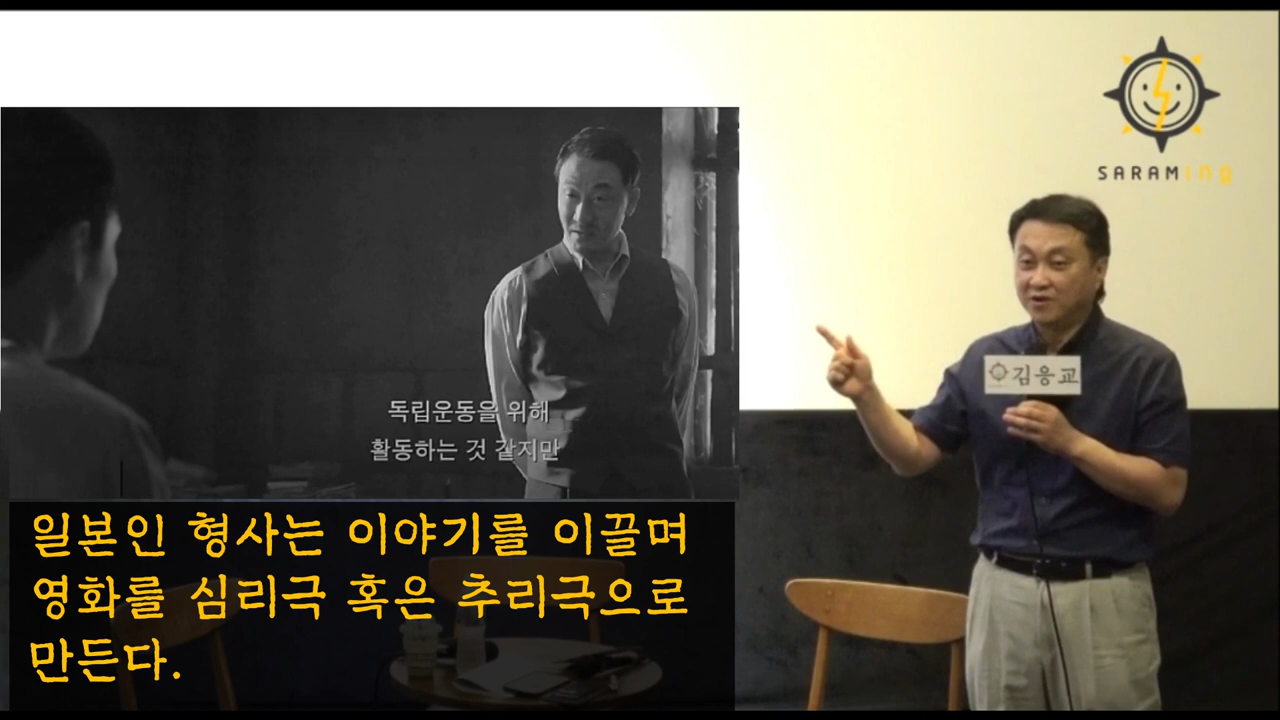 SARAMing
김응교
독립운동을 위해
활동하는 것 같지만
일본인 형사는 이야기를 이끌며
영화를 심리극 혹은 추리극으로
만든다.